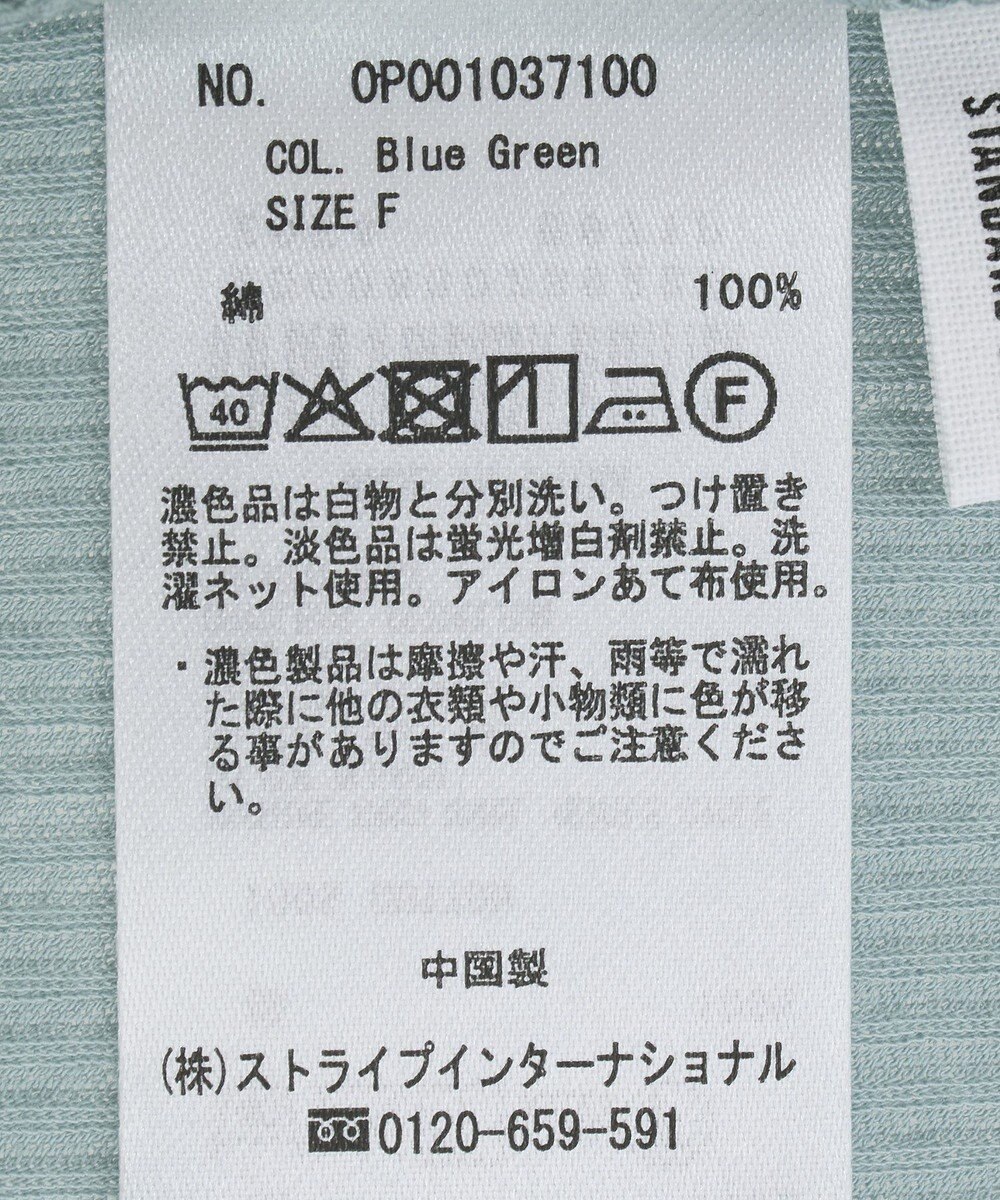 NO. 0P001037100
COL. Blue Green
SIZE F
綿 100%
40
F
濃色品は白物と分別洗い。つけ置き
禁止。淡色品は蛍光増白剤禁止。洗
濯ネット使用。アイロンあて布使用。
・濃色製品は摩擦や汗、雨等で濡れ
た際に他の衣類や小物類に色が移
る事がありますのでご注意くださ
い。
中国製
(株)ストライプインターナショナル
0120-659-591